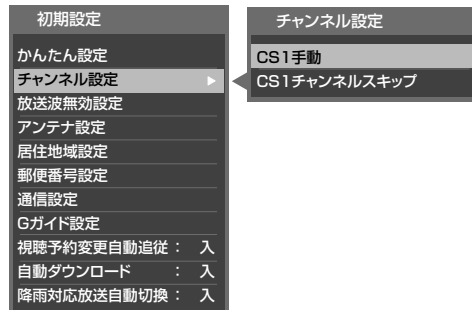 初期設定
かんたん設定
チャンネル設定
放送波無効設定
アンテナ設定
居住地域設定
郵便番号設定
通信設定
Gガイド設定
視聴予約変更自動追従： 入
自動ダウンロード ： 入
降雨対応放送自動切換： 入
チャンネル設定
CS1手動
CS1チャンネルスキップ